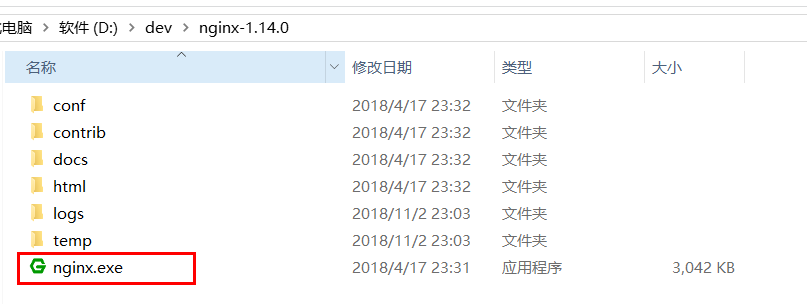 电脑 › 软件 (D:) › dev › nginx-1.14.0
名称 修改日期 类型 大小
conf 2018/4/17 23:32 文件夹
contrib 2018/4/17 23:32 文件夹
docs 2018/4/17 23:32 文件夹
html 2018/4/17 23:32 文件夹
logs 2018/11/2 23:03 文件夹
temp 2018/11/2 23:03 文件夹
nginx.exe 2018/4/17 23:31 应用程序 3,042 KB